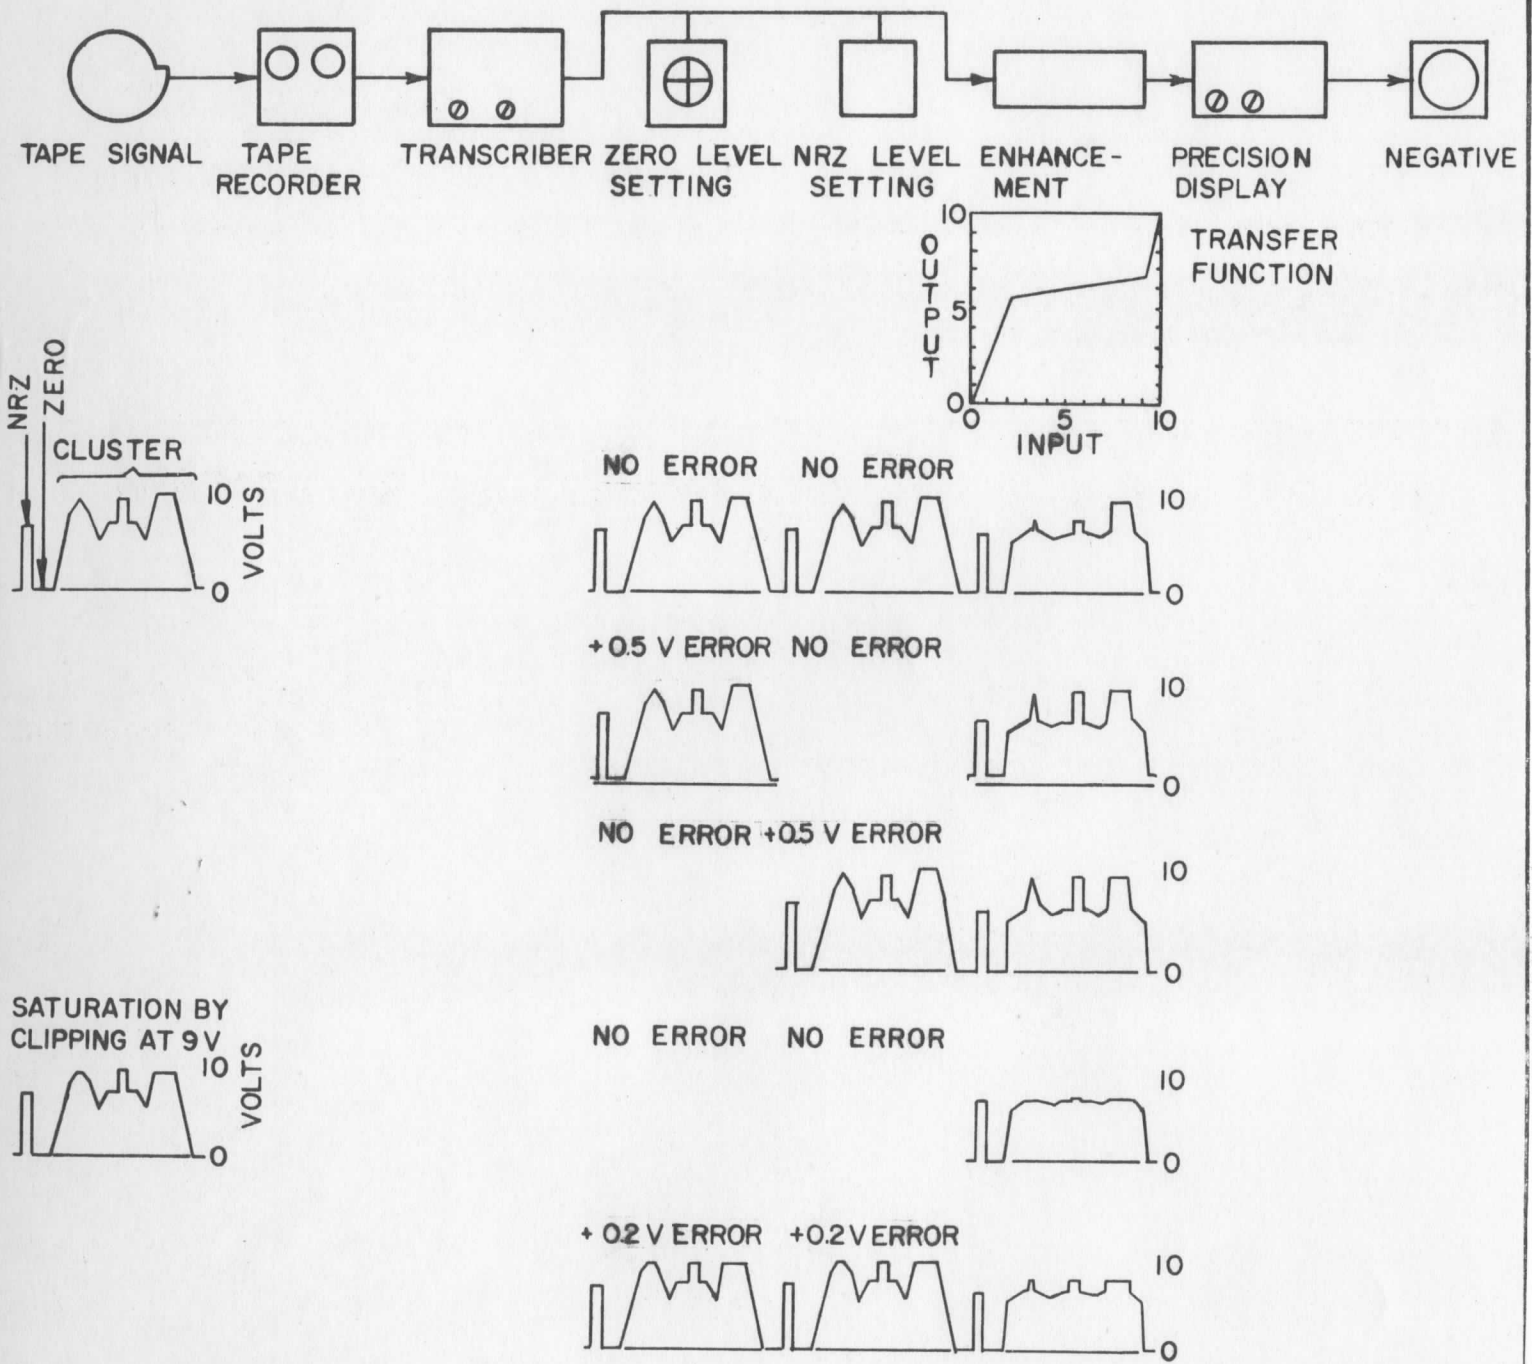 TAPE SIGNAL
TAPE
RECORDER
TRANSCRIBER
ZERO LEVEL
SETTING
NRZ LEVEL
SETTING
ENHANCE-
MENT
PRECISION
DISPLAY
NEGATIVE
10
5
0
OUTPUT
0 5 10
INPUT
TRANSFER
FUNCTION
NRZ
ZERO
CLUSTER
10
0
VOLTS
NO ERROR
NO ERROR
10
0
+0.5 V ERROR
NO ERROR
10
0
NO ERROR
+0.5 V ERROR
10
0
SATURATION BY
CLIPPING AT 9V
10
0
VOLTS
NO ERROR
NO ERROR
10
0
+ 0.2 V ERROR
+0.2 V ERROR
10
0